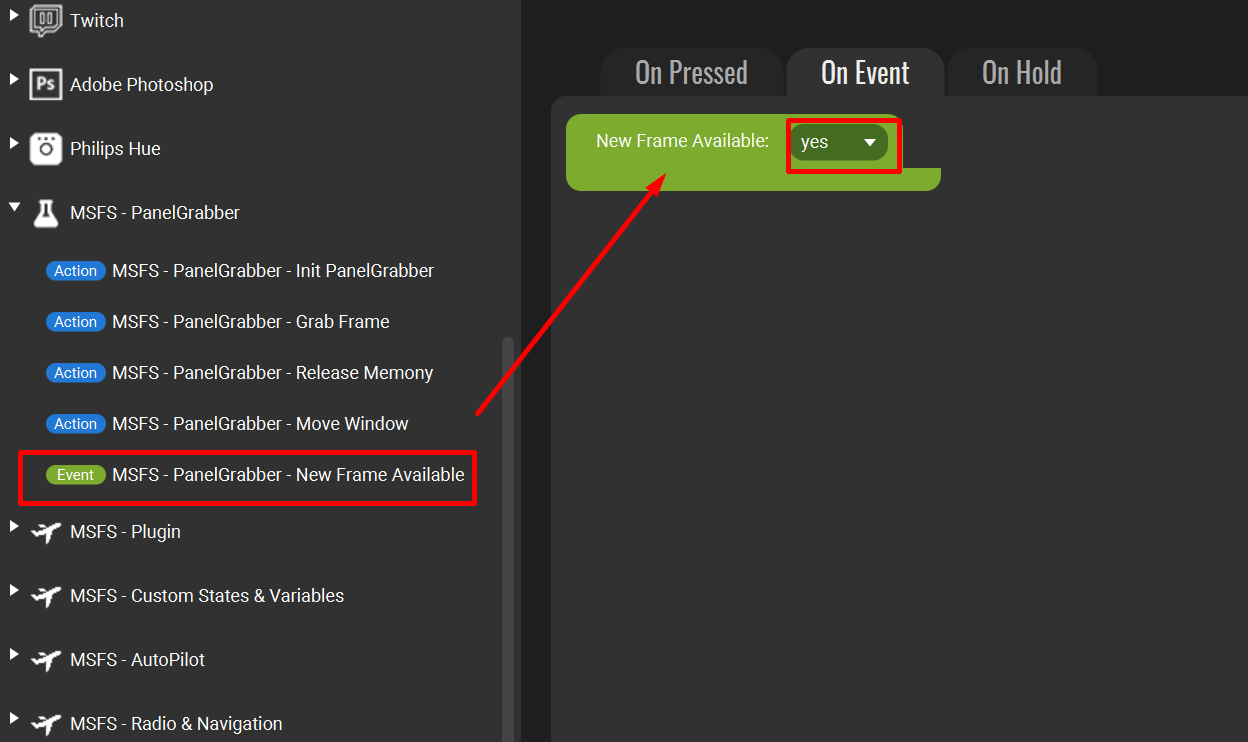 Twitch
Ps Adobe Photoshop
Philips Hue
MSFS - PanelGrabber
Action MSFS - PanelGrabber - Init PanelGrabber
Action MSFS - PanelGrabber - Grab Frame
Action MSFS - PanelGrabber - Release Memony
Action MSFS - PanelGrabber - Move Window
Event MSFS - PanelGrabber - New Frame Available
MSFS - Plugin
MSFS - Custom States & Variables
MSFS - AutoPilot
MSFS - Radio & Navigation
On Pressed On Event On Hold
New Frame Available: yes